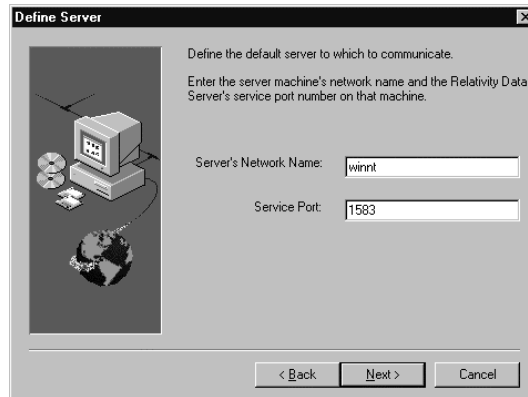 Define Server
Define the default server to which to communicate.
Enter the server machine's network name and the Relativity Data
Server's service port number on that machine.
Server's Network Name:
winnt
Service Port:
1583
< Back
Next >
Cancel